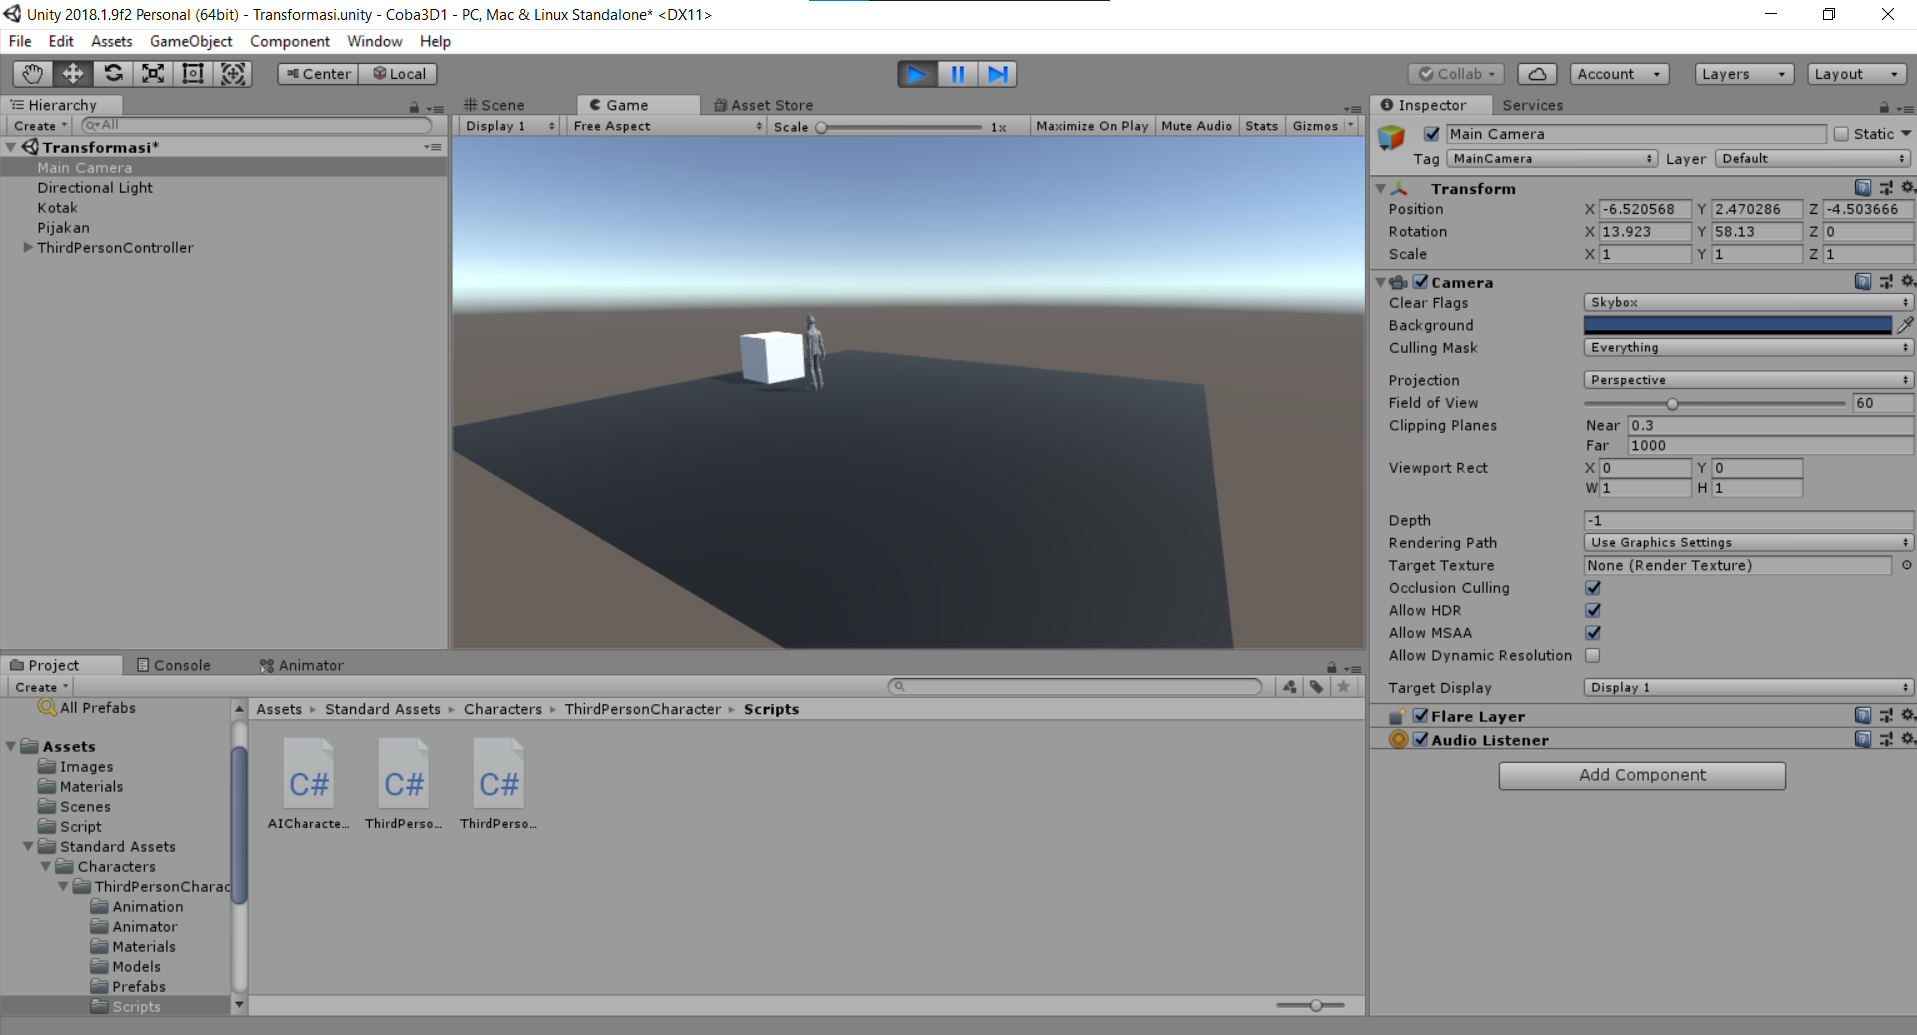 Unity 2018.1.9f2 Personal (64bit) - Transformasi.unity - Coba3D1 - PC, Mac & Linux Standalone* <DX11>
File Edit Assets GameObject Component Window Help
Center Local Collab Account Layers Layout
Hierarchy
Create All
Transformasi*
Main Camera
Directional Light
Kotak
Pijakan
ThirdPersonController
Scene Game Asset Store
Display 1 Free Aspect Scale 1x Maximize On Play Mute Audio Stats Gizmos
Inspector Services
Main Camera Static
Tag MainCamera Layer Default
Transform
Position X -6.520568 Y 2.470286 Z -4.503666
Rotation X 13.923 Y 58.13 Z 0
Scale X 1 Y 1 Z 1
Camera
Clear Flags Skybox
Background
Culling Mask Everything
Projection Perspective
Field of View 60
Clipping Planes Near 0.3
Far 1000
Viewport Rect X 0 Y 0
W 1 H 1
Depth -1
Rendering Path Use Graphics Settings
Target Texture None (Render Texture)
Occlusion Culling
Allow HDR
Allow MSAA
Allow Dynamic Resolution
Target Display Display 1
Flare Layer
Audio Listener
Add Component
Project Console Animator
Create
All Prefabs
Assets
Images
Materials
Scenes
Script
Standard Assets
Characters
ThirdPersonCharac
Animation
Animator
Materials
Models
Prefabs
Scripts
Assets ▸ Standard Assets ▸ Characters ▸ ThirdPersonCharacter ▸ Scripts
C# C# C#
AICharacte... ThirdPerso... ThirdPerso...